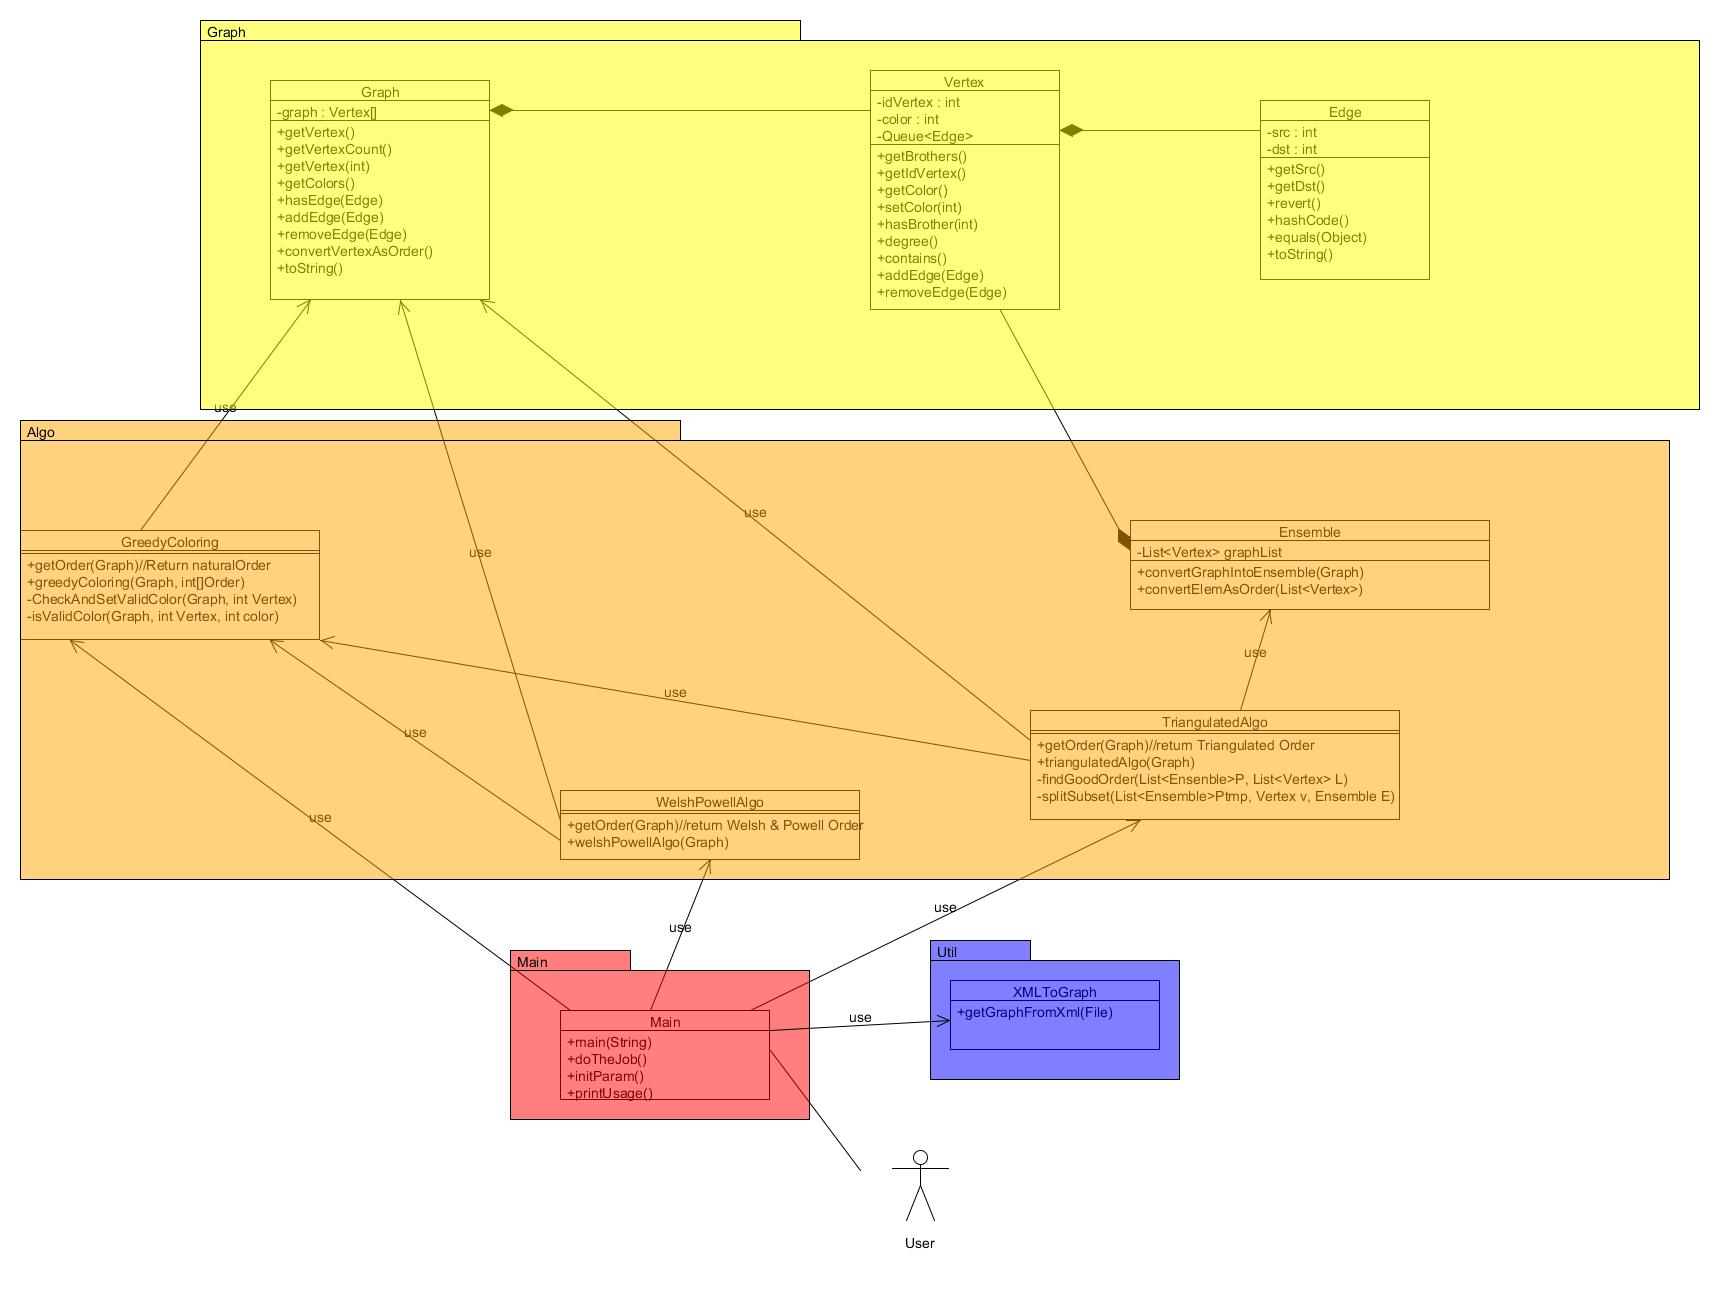 Graph
Graph
-graph : Vertex[]
+getVertex()
+getVertexCount()
+getVertex(int)
+getColors()
+hasEdge(Edge)
+addEdge(Edge)
+removeEdge(Edge)
+convertVertexAsOrder()
+toString()
Vertex
-idVertex : int
-color : int
-Queue<Edge>
+getBrothers()
+getIdVertex()
+getColor()
+setColor(int)
+hasBrother(int)
+degree()
+contains()
+addEdge(Edge)
+removeEdge(Edge)
Edge
-src : int
-dst : int
+getSrc()
+getDst()
+revert()
+hashCode()
+equals(Object)
+toString()
use
Algo
use
use
GreedyColoring
+getOrder(Graph)//Return naturalOrder
+greedyColoring(Graph, int[]Order)
-CheckAndSetValidColor(Graph, int Vertex)
-isValidColor(Graph, int Vertex, int color)
Ensemble
-List<Vertex> graphList
+convertGraphIntoEnsemble(Graph)
+convertElemAsOrder(List<Vertex>)
use
use
use
TriangulatedAlgo
+getOrder(Graph)//return Triangulated Order
+triangulatedAlgo(Graph)
-findGoodOrder(List<Ensenble>P, List<Vertex> L)
-splitSubset(List<Ensemble>Ptmp, Vertex v, Ensemble E)
WelshPowellAlgo
+getOrder(Graph)//return Welsh & Powell Order
+welshPowellAlgo(Graph)
use
use
use
Main
Main
+main(String)
+doTheJob()
+initParam()
+printUsage()
use
Util
XMLToGraph
+getGraphFromXml(File)
User